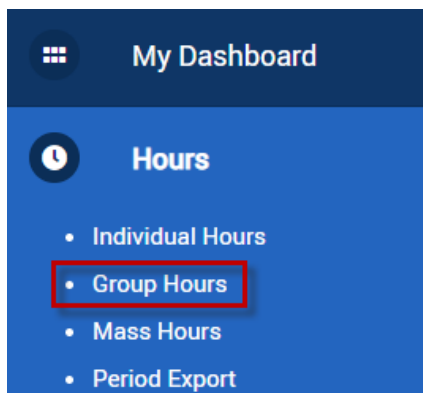 My Dashboard
Hours
• Individual Hours
• Group Hours
• Mass Hours
• Period Export